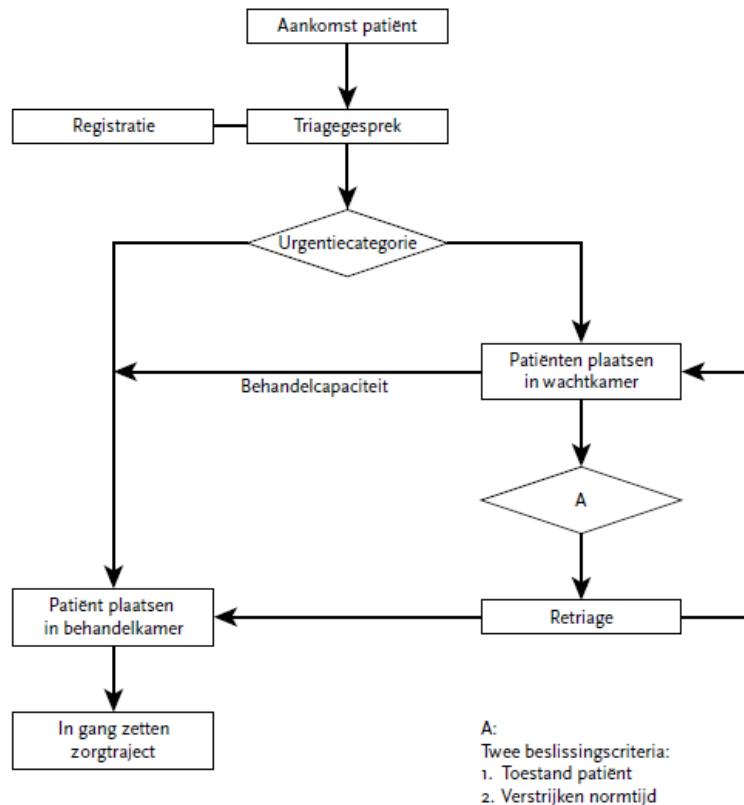 Aankomst patiënt
Registratie
Triagegesprek
Urgentiecategorie
Patiënten plaatsen
in wachtkamer
Behandelcapaciteit
A
Patiënt plaatsen
in behandelkamer
Retriage
In gang zetten
zorgtraject
A:
Twee beslissingscriteria:
1. Toestand patiënt
2. Verstrijken normtijd